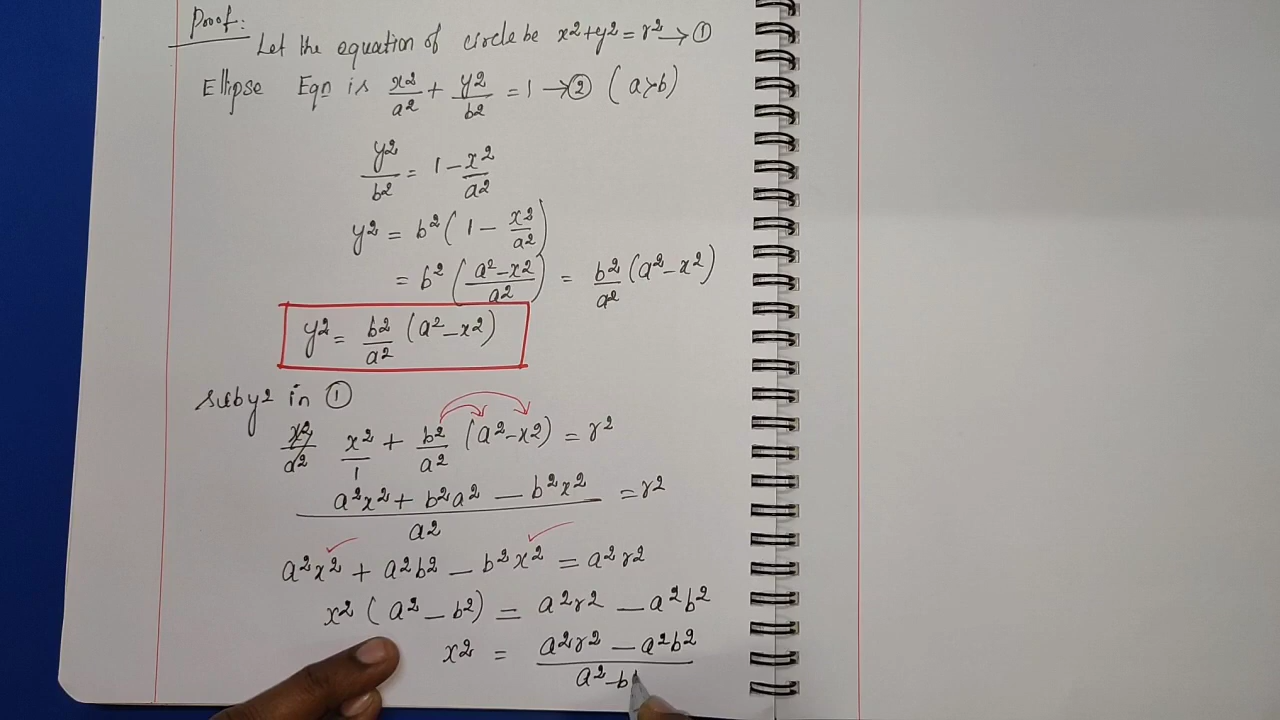 Proof:
Let the equation of circle be x²+y²=r² → ①
Ellipse Eqn is x²/a² + y²/b² = 1 → ② (a>b)
y²/b² = 1 - x²/a²
y² = b² ( 1 - x²/a² )
= b² ( a²-x²/a² ) = b²/a² (a²-x²)
y² = b²/a² (a²-x²)
sub y² in ①
x²/a² x²/1 + b²/a² (a²-x²) = r²
a²x² + b²a² - b²x² / a² = r²
a²x² + a²b² - b²x² = a²r²
x² (a² - b²) = a²r² - a²b²
x² = a²r² - a²b² / a²-b